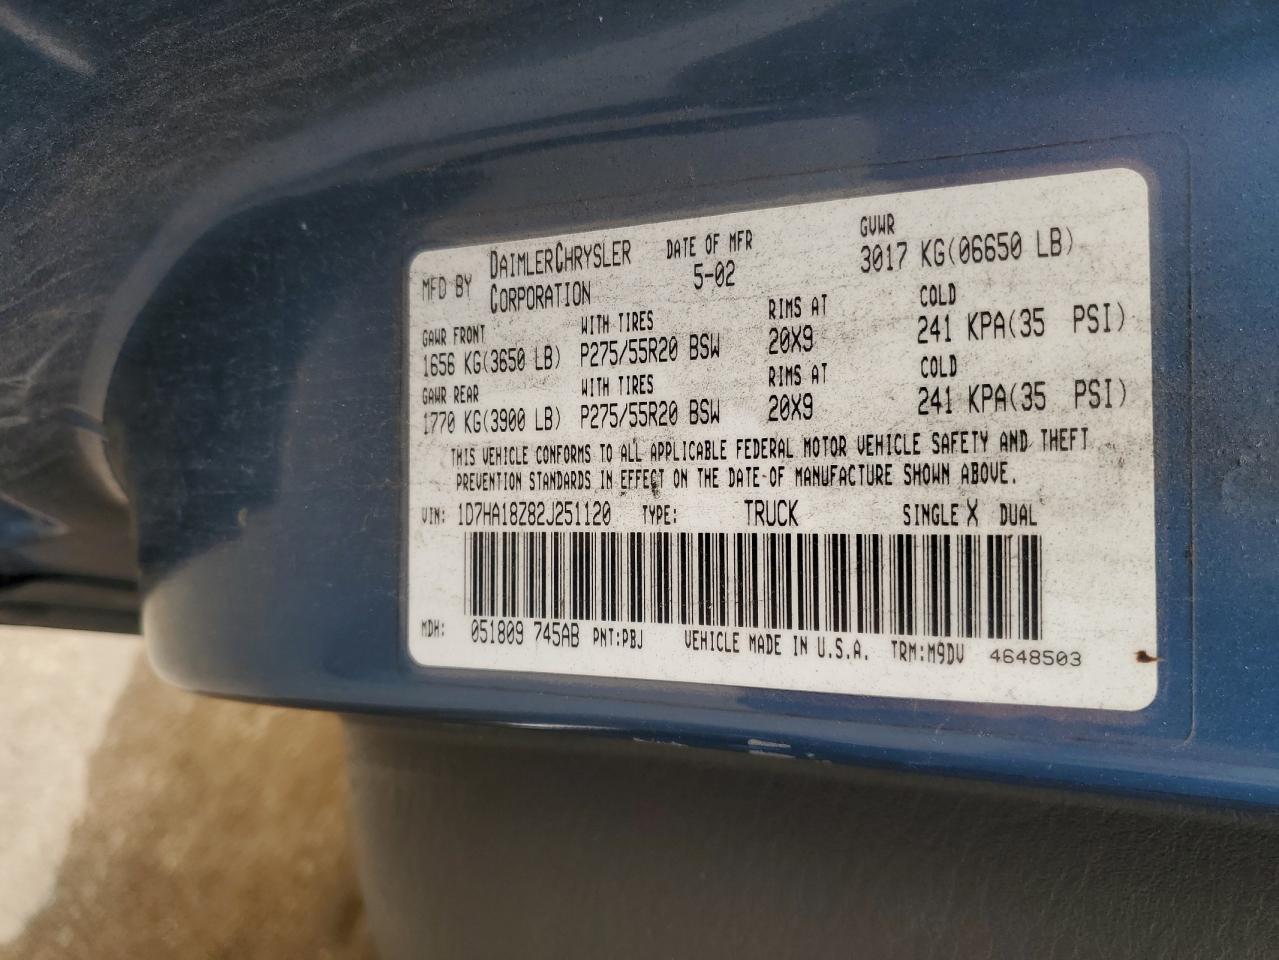 MFD BY DAIMLERCHRYSLER CORPORATION DATE OF MFR 5-02 GVWR 3017 KG(06650 LB)
GAWR FRONT WITH TIRES RIMS AT COLD
1656 KG(3650 LB) P275/55R20 BSW 20X9 241 KPA(35 PSI)
GAWR REAR WITH TIRES RIMS AT COLD
1770 KG(3900 LB) P275/55R20 BSW 20X9 241 KPA(35 PSI)
THIS VEHICLE CONFORMS TO ALL APPLICABLE FEDERAL MOTOR VEHICLE SAFETY AND THEFT
PREVENTION STANDARDS IN EFFECT ON THE DATE OF MANUFACTURE SHOWN ABOVE.
VIN: 1D7HA18Z82J251120 TYPE: TRUCK SINGLE X DUAL
MDH: 051809 745AB PNT:PBJ VEHICLE MADE IN U.S.A. TRM:M9DV 4648503